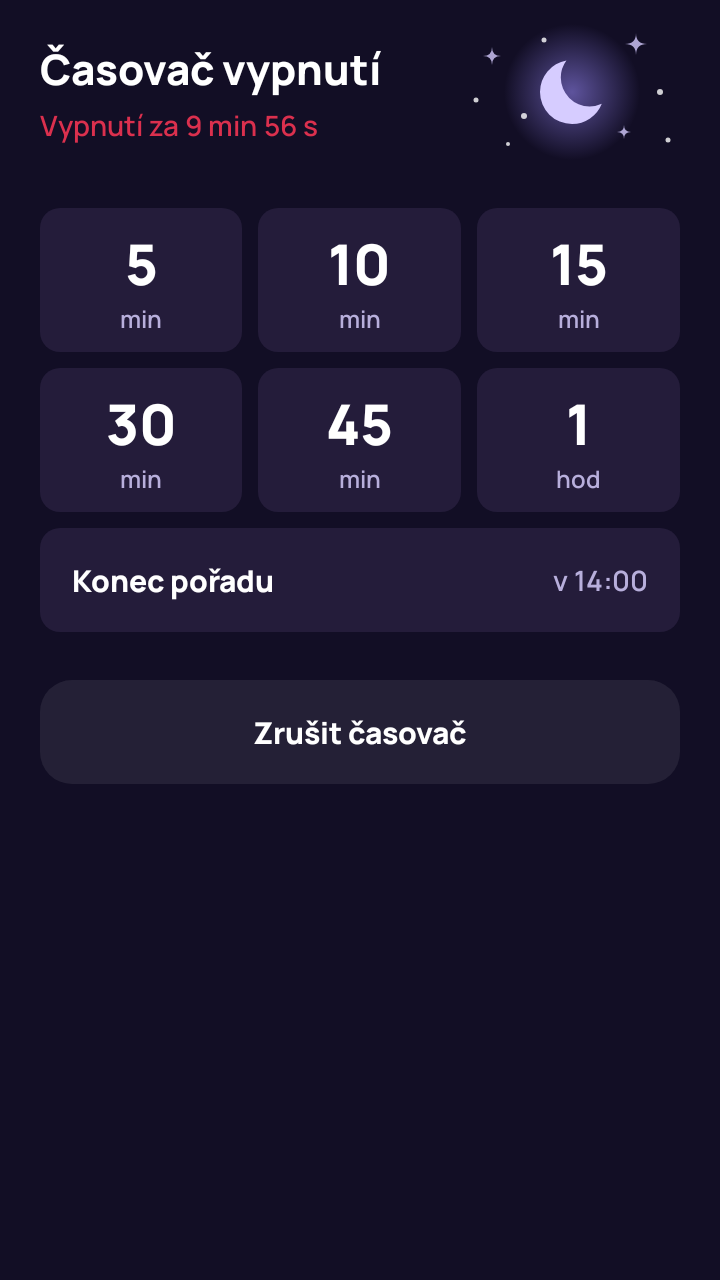 Časovač vypnutí
Vypnutí za 9 min 56 s
5
min
10
min
15
min
30
min
45
min
1
hod
Konec pořadu
v 14:00
Zrušit časovač